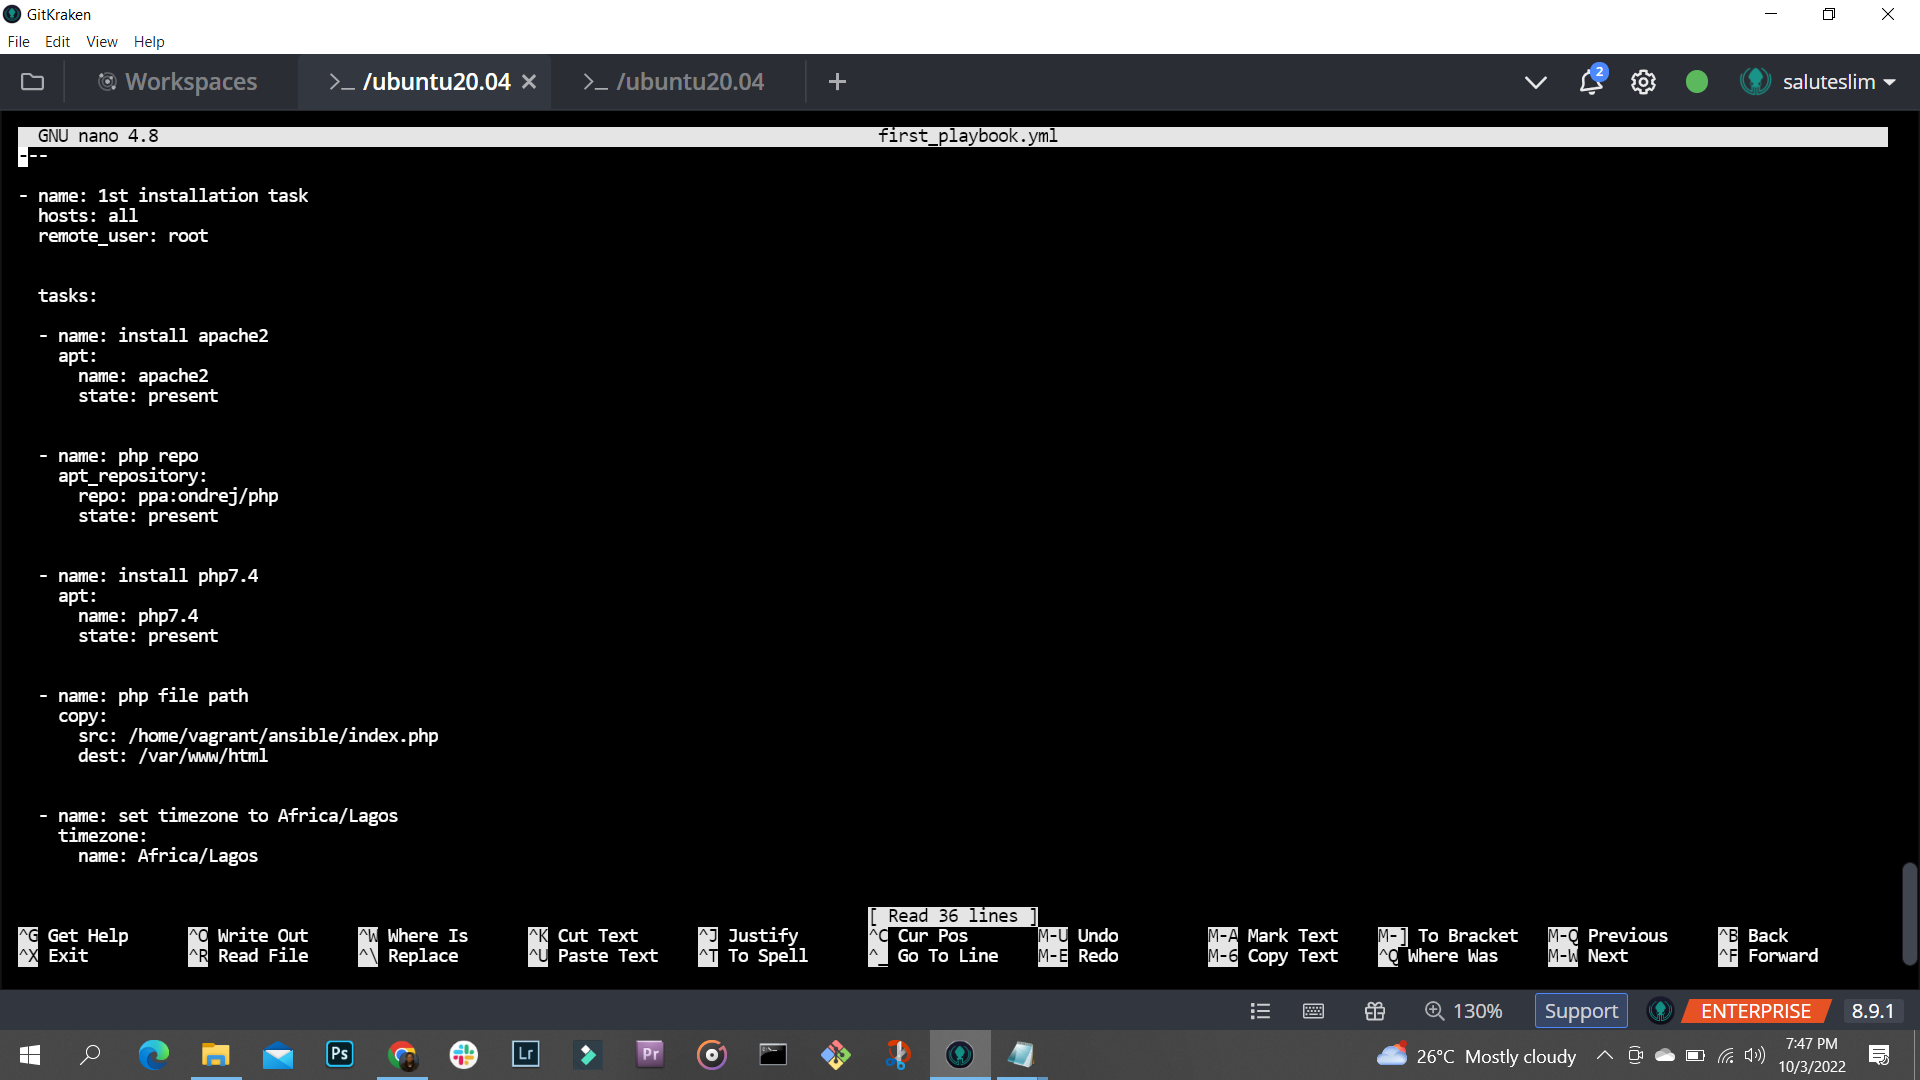 GitKraken
File Edit View Help
Workspaces >_ /ubuntu20.04 × >_ /ubuntu20.04 + 2 saluteslim
GNU nano 4.8 first_playbook.yml
---
- name: 1st installation task
hosts: all
remote_user: root
tasks:
- name: install apache2
apt:
name: apache2
state: present
- name: php repo
apt_repository:
repo: ppa:ondrej/php
state: present
- name: install php7.4
apt:
name: php7.4
state: present
- name: php file path
copy:
src: /home/vagrant/ansible/index.php
dest: /var/www/html
- name: set timezone to Africa/Lagos
timezone:
name: Africa/Lagos
[ Read 36 lines ]
^G Get Help ^O Write Out ^W Where Is ^K Cut Text ^J Justify ^C Cur Pos M-U Undo M-A Mark Text M-] To Bracket M-Q Previous ^B Back
^X Exit ^R Read File ^\ Replace ^U Paste Text ^T To Spell ^_ Go To Line M-E Redo M-6 Copy Text ^Q Where Was M-W Next ^F Forward
130% Support ENTERPRISE 8.9.1
Ps Lr Pr 26°C Mostly cloudy 7:47 PM
10/3/2022